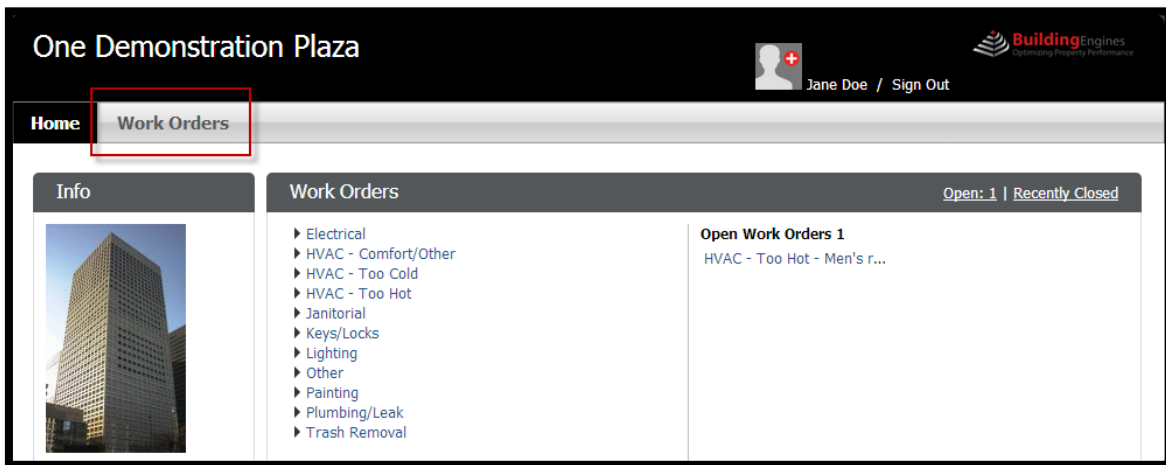 One Demonstration Plaza
BuildingEngines
Optimizing Property Performance
Jane Doe / Sign Out
Home Work Orders
Info
Work Orders
Open: 1 | Recently Closed
Electrical
HVAC - Comfort/Other
HVAC - Too Cold
HVAC - Too Hot
Janitorial
Keys/Locks
Lighting
Other
Painting
Plumbing/Leak
Trash Removal
Open Work Orders 1
HVAC - Too Hot - Men's r...